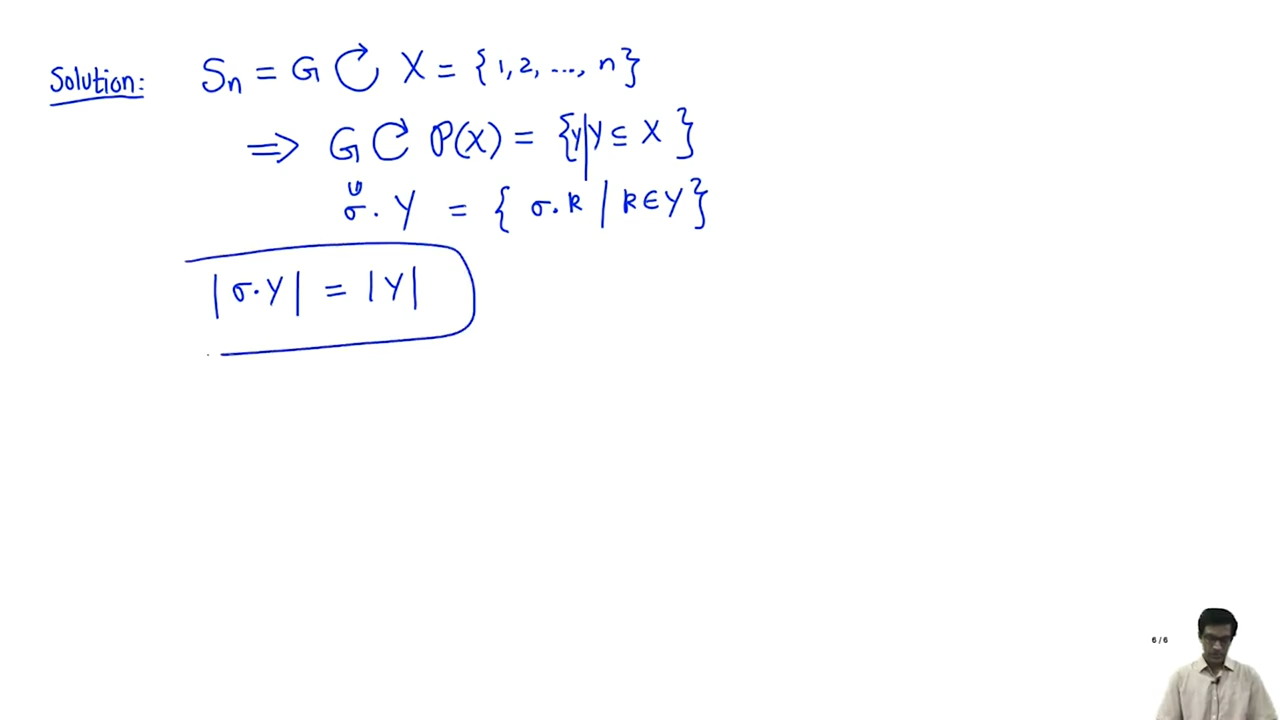 Solution: Sn = G ↻ X = {1, 2, ..., n}
⇒ G ↻ P(X) = {Y | Y ⊆ X}
σ . Y = { σ. k | k ∈ Y }
|σ.Y| = |Y|
6 / 6